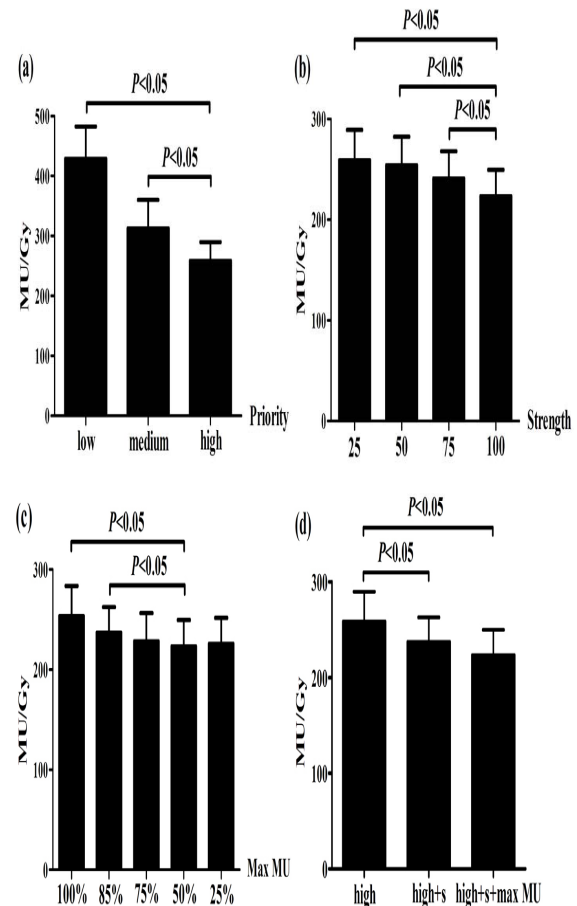 (a)
P<0.05
P<0.05
MU/Gy
500
400
300
200
100
0
low medium high
Priority
(b)
P<0.05
P<0.05
P<0.05
MU/Gy
300
200
100
0
25 50 75 100
Strength
(c)
P<0.05
P<0.05
MU/Gy
300
200
100
0
100% 85% 75% 50% 25%
Max MU
(d)
P<0.05
P<0.05
MU/Gy
300
200
100
0
high high+s high+s+max MU